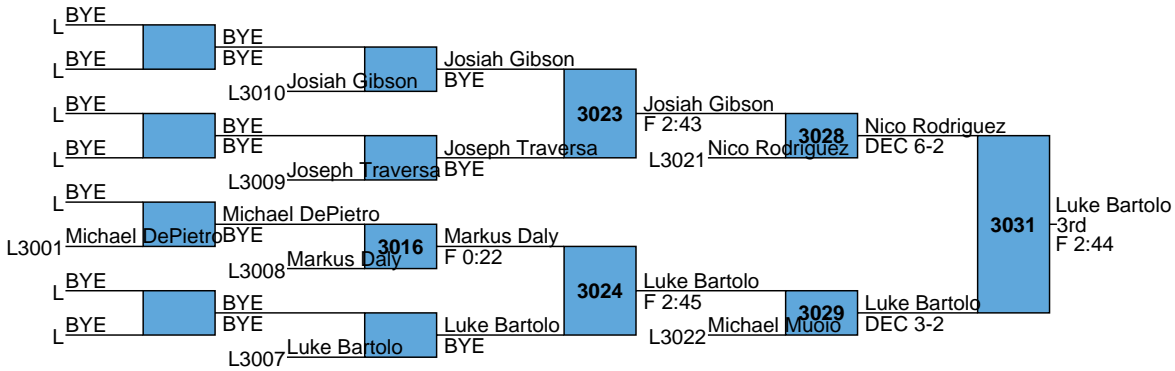 L BYE
BYE
BYE
L BYE
Josiah Gibson
BYE
L3010 Josiah Gibson
Josiah Gibson
F 2:43
3023
L BYE
BYE
BYE
3028
Nico Rodriguez
DEC 6-2
L BYE
Joseph Traversa
BYE
L3021 Nico Rodriguez
L3009 Joseph Traversa
L BYE
Michael DePietro
BYE
Luke Bartolo
3rd
F 2:44
3031
L3001 Michael DePietro
3016
Markus Daly
F 0:22
L3008 Markus Daly
L BYE
BYE
BYE
3024
Luke Bartolo
F 2:45
3029
Luke Bartolo
DEC 3-2
L BYE
Luke Bartolo
BYE
L3022 Michael Muoio
L3007 Luke Bartolo